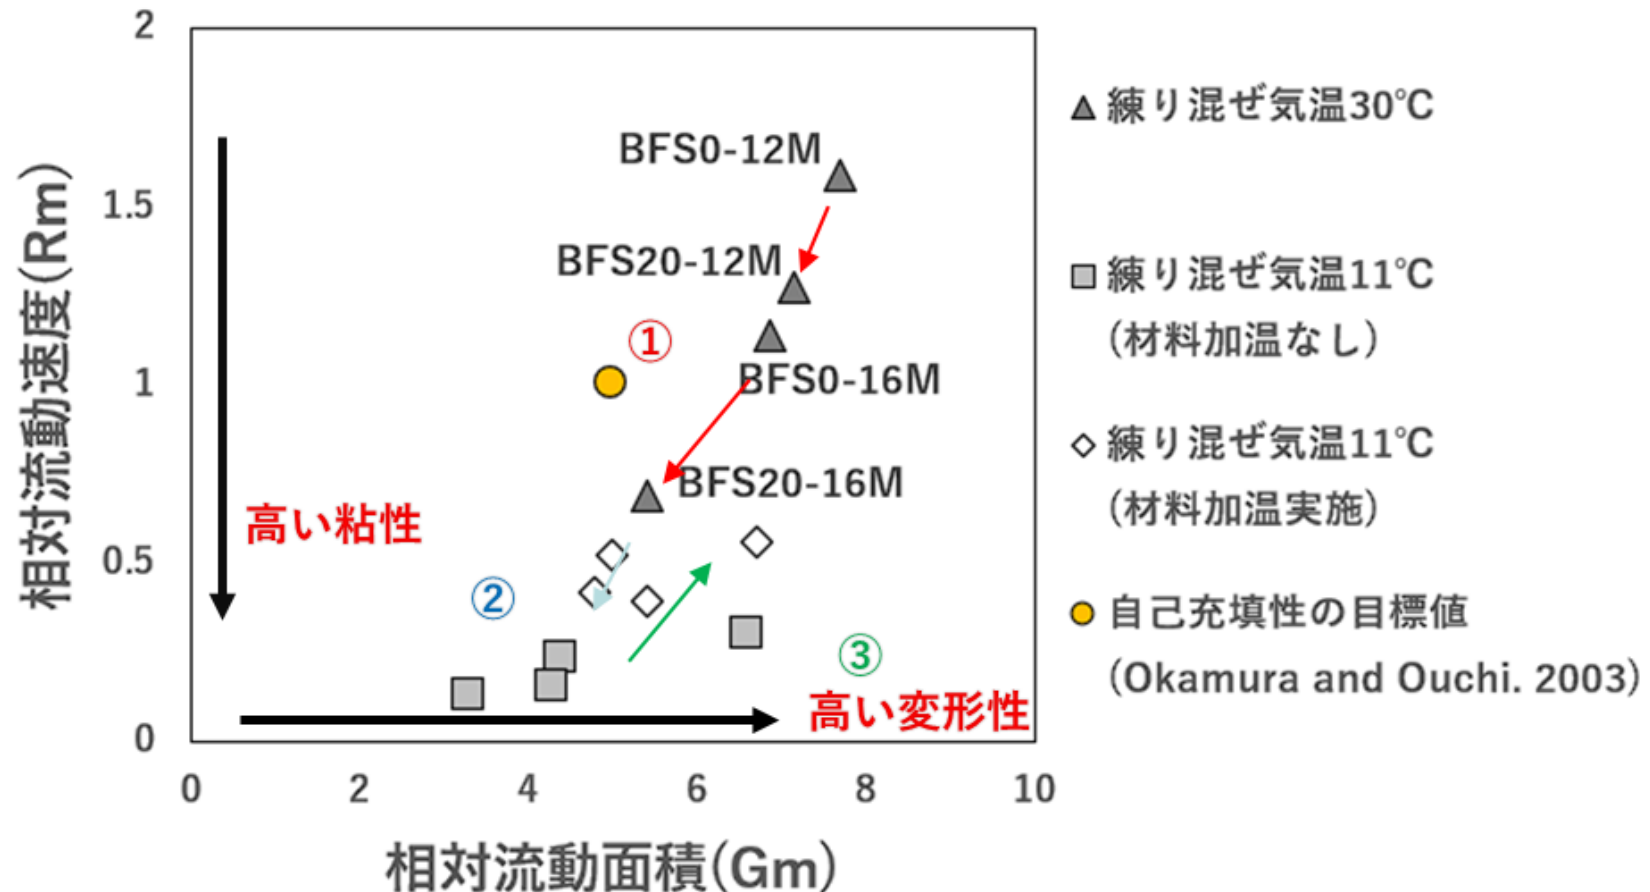 2
1.5
1
0.5
0
相対流動速度(Rm)
BFS0-12M
BFS20-12M
①
BFS0-16M
BFS20-16M
高い粘性
②
③
高い変形性
0 2 4 6 8 10
相対流動面積(Gm)
練り混ぜ気温30℃
練り混ぜ気温11℃
(材料加温なし)
練り混ぜ気温11℃
(材料加温実施)
自己充填性の目標値
(Okamura and Ouchi. 2003)